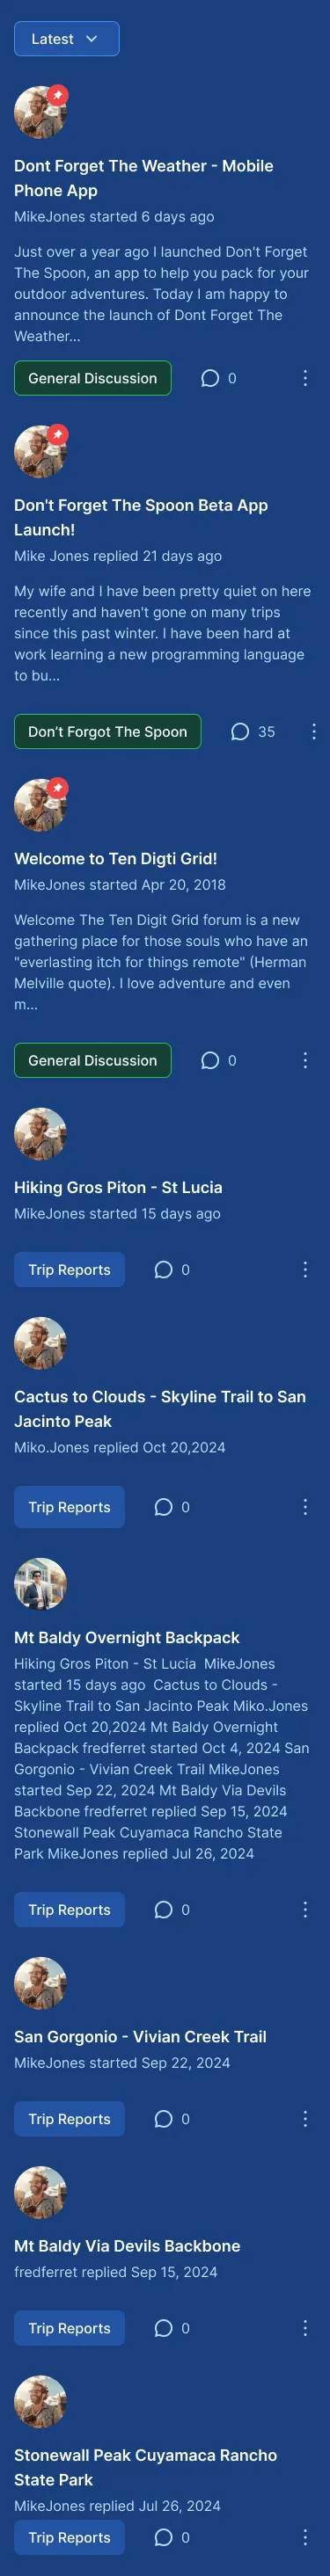 Latest
Dont Forget The Weather - Mobile
Phone App
MikeJones started 6 days ago
Just over a year ago I launched Don't Forget
The Spoon, an app to help you pack for your
outdoor adventures. Today I am happy to
announce the launch of Dont Forget The
Weather...
General Discussion 0
Don't Forget The Spoon Beta App
Launch!
Mike Jones replied 21 days ago
My wife and I have been pretty quiet on here
recently and haven't gone on many trips
since this past winter. I have been hard at
work learning a new programming language
to bu...
Don't Forgot The Spoon 35
Welcome to Ten Digti Grid!
MikeJones started Apr 20, 2018
Welcome The Ten Digit Grid forum is a new
gathering place for those souls who have an
"everlasting itch for things remote" (Herman
Melville quote). I love adventure and even
m...
General Discussion 0
Hiking Gros Piton - St Lucia
MikeJones started 15 days ago
Trip Reports 0
Cactus to Clouds - Skyline Trail to San
Jacinto Peak
Miko.Jones replied Oct 20,2024
Trip Reports 0
Mt Baldy Overnight Backpack
Hiking Gros Piton - St Lucia MikeJones
started 15 days ago Cactus to Clouds -
Skyline Trail to San Jacinto Peak Miko.Jones
replied Oct 20,2024 Mt Baldy Overnight
Backpack fredferret started Oct 4, 2024 San
Gorgonio - Vivian Creek Trail MikeJones
started Sep 22, 2024 Mt Baldy Via Devils
Backbone fredferret replied Sep 15, 2024
Stonewall Peak Cuyamaca Rancho State
Park MikeJones replied Jul 26, 2024
Trip Reports 0
San Gorgonio - Vivian Creek Trail
MikeJones started Sep 22, 2024
Trip Reports 0
Mt Baldy Via Devils Backbone
fredferret replied Sep 15, 2024
Trip Reports 0
Stonewall Peak Cuyamaca Rancho
State Park
MikeJones replied Jul 26, 2024
Trip Reports 0